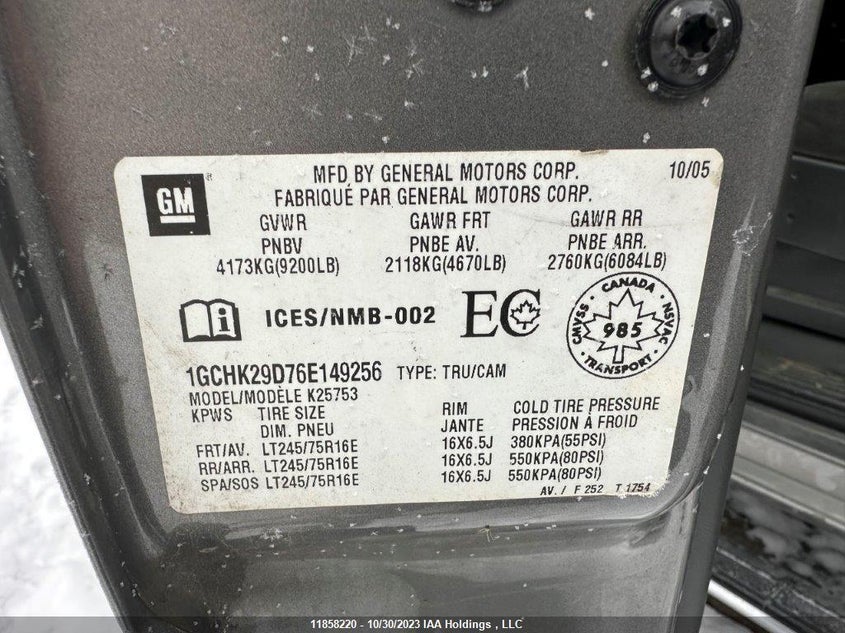 MFD BY GENERAL MOTORS CORP. 10/05
FABRIQUÉ PAR GENERAL MOTORS CORP.
GM
GVWR GAWR FRT GAWR RR
PNBV PNBE AV. PNBE ARR.
4173KG(9200LB) 2118KG(4670LB) 2760KG(6084LB)
i ICES/NMB-002 EC
CANADA
CMVSS 985 NSVAC
TRANSPORT
1GCHK29D76E149256 TYPE: TRU/CAM
MODEL/MODÈLE K25753
KPWS TIRE SIZE RIM COLD TIRE PRESSURE
DIM. PNEU JANTE PRESSION À FROID
FRT/AV. LT245/75R16E 16X6.5J 380KPA(55PSI)
RR/ARR. LT245/75R16E 16X6.5J 550KPA(80PSI)
SPA/SOS LT245/75R16E 16X6.5J 550KPA(80PSI)
AV. / F 252 T 1754
11858220 - 10/30/2023 IAA Holdings , LLC